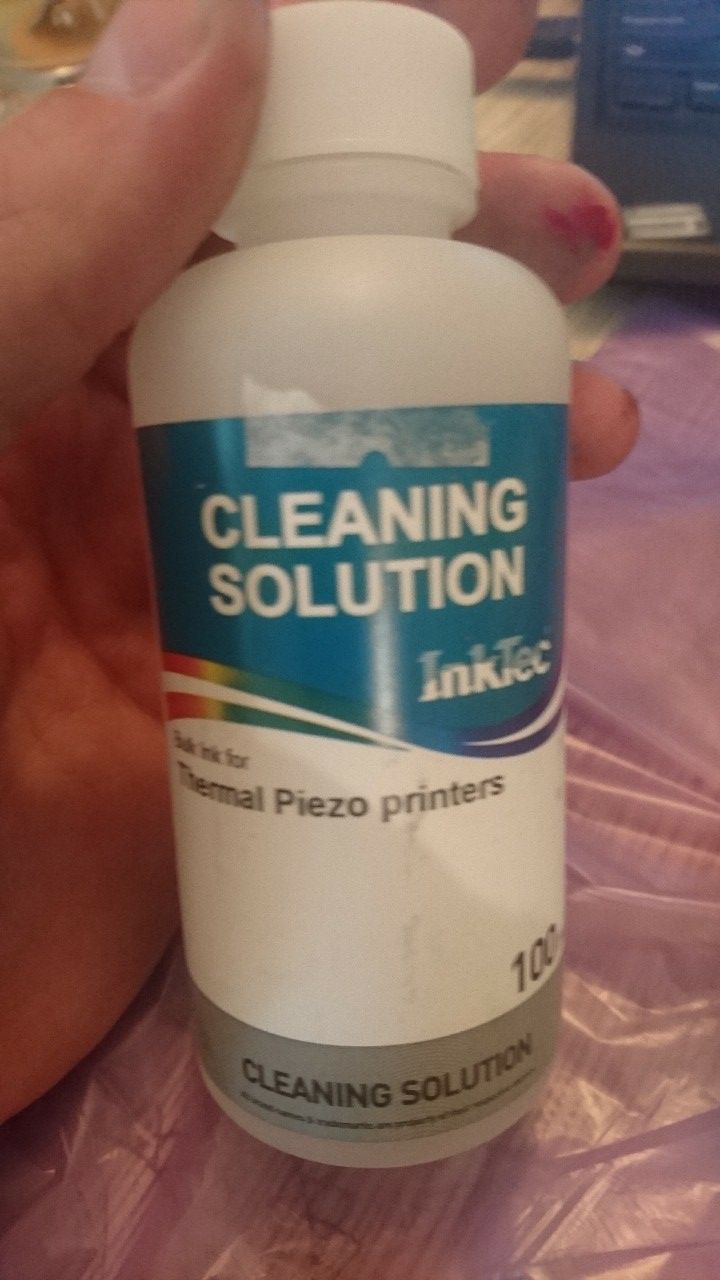 CLEANING
SOLUTION
InkTec
Bulk Ink for
Thermal Piezo printers
100
CLEANING SOLUTION